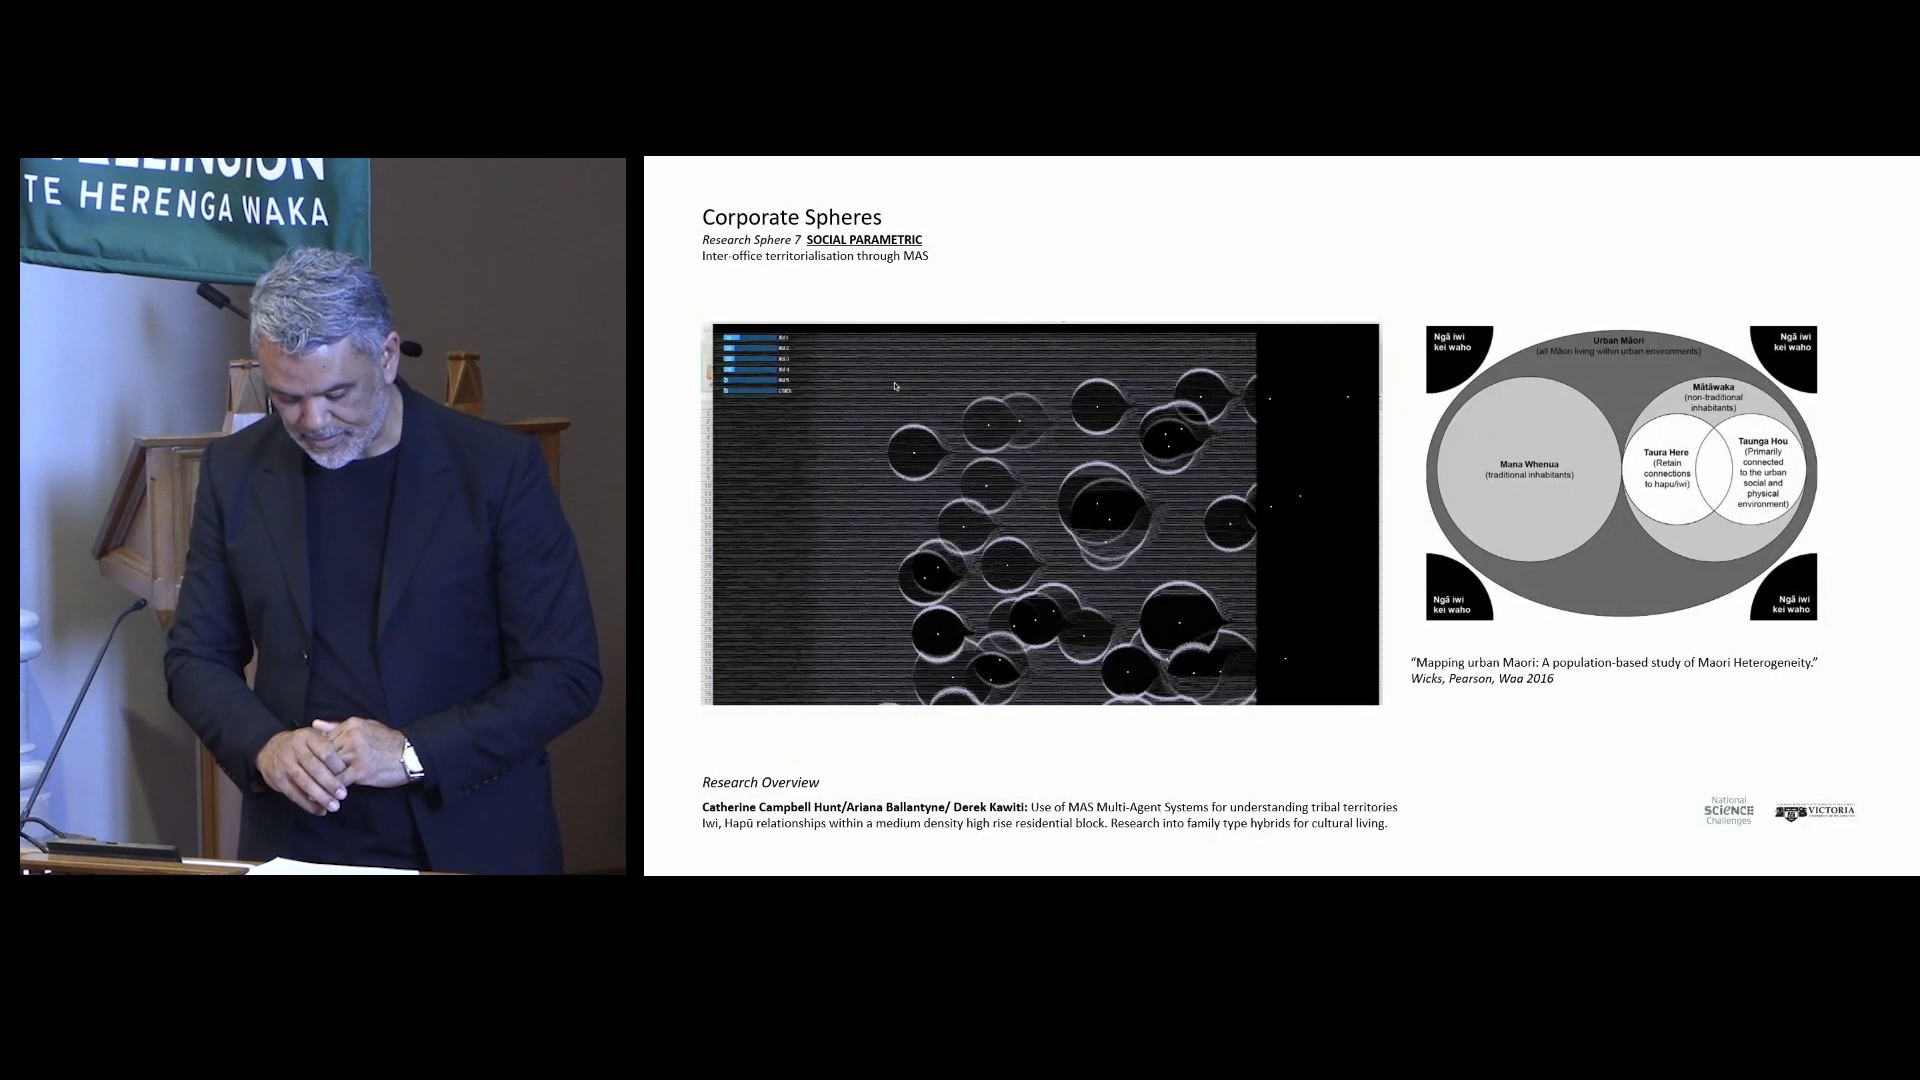 TE HERENGA WAKA
Corporate Spheres
Research Sphere 7 SOCIAL PARAMETRIC
Inter-office territorialisation through MAS
Ngā iwi
kei waho
Urban Māori
(all Māori living within urban environments)
Ngā iwi
kei waho
Mātāwaka
(non-traditional
inhabitants)
Mana Whenua
(traditional inhabitants)
Taura Here
(Retain
connections
to hapu/iwi)
Taunga Hou
(Primarily
connected
to the urban
social and
physical
environment)
Ngā iwi
kei waho
Ngā iwi
kei waho
“Mapping urban Maori: A population-based study of Maori Heterogeneity.”
Wicks, Pearson, Waa 2016
Research Overview
Catherine Campbell Hunt/Ariana Ballantyne/ Derek Kawiti: Use of MAS Multi-Agent Systems for understanding tribal territories
Iwi, Hapū relationships within a medium density high rise residential block. Research into family type hybrids for cultural living.
National
SCIENCE
Challenges
VICTORIA